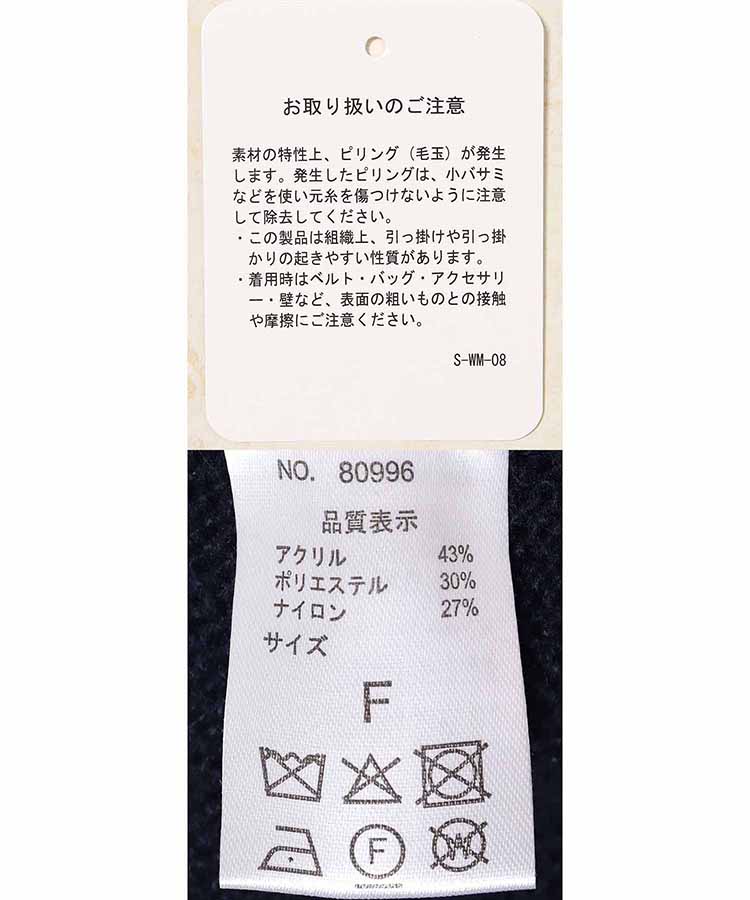 お取り扱いのご注意
素材の特性上、ピリング（毛玉）が発生
します。発生したピリングは、小バサミ
などを使い元糸を傷つけないように注意
して除去してください。
・この製品は組織上、引っ掛けや引っ掛
かりの起きやすい性質があります。
・着用時はベルト・バッグ・アクセサリ
ー・壁など、表面の粗いものとの接触
や摩擦にご注意ください。
S-WM-08
NO. 80996
品質表示
アクリル 43%
ポリエステル 30%
ナイロン 27%
サイズ
F
F W